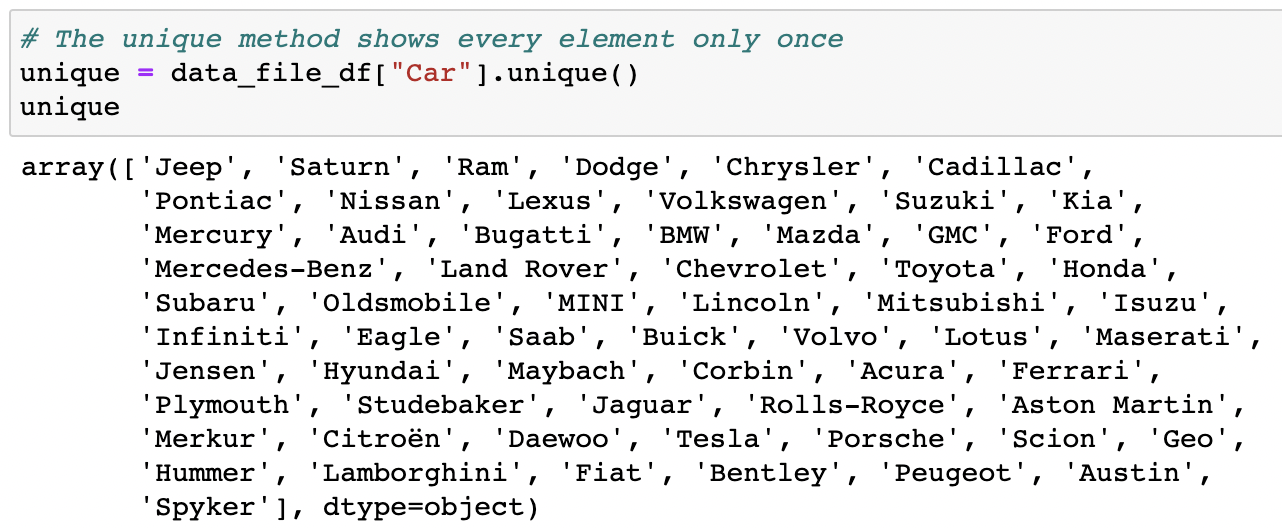 # The unique method shows every element only once
unique = data_file_df["Car"].unique()
unique
array(['Jeep', 'Saturn', 'Ram', 'Dodge', 'Chrysler', 'Cadillac',
'Pontiac', 'Nissan', 'Lexus', 'Volkswagen', 'Suzuki', 'Kia',
'Mercury', 'Audi', 'Bugatti', 'BMW', 'Mazda', 'GMC', 'Ford',
'Mercedes-Benz', 'Land Rover', 'Chevrolet', 'Toyota', 'Honda',
'Subaru', 'Oldsmobile', 'MINI', 'Lincoln', 'Mitsubishi', 'Isuzu',
'Infiniti', 'Eagle', 'Saab', 'Buick', 'Volvo', 'Lotus', 'Maserati',
'Jensen', 'Hyundai', 'Maybach', 'Corbin', 'Acura', 'Ferrari',
'Plymouth', 'Studebaker', 'Jaguar', 'Rolls-Royce', 'Aston Martin',
'Merkur', 'Citroën', 'Daewoo', 'Tesla', 'Porsche', 'Scion', 'Geo',
'Hummer', 'Lamborghini', 'Fiat', 'Bentley', 'Peugeot', 'Austin',
'Spyker'], dtype=object)